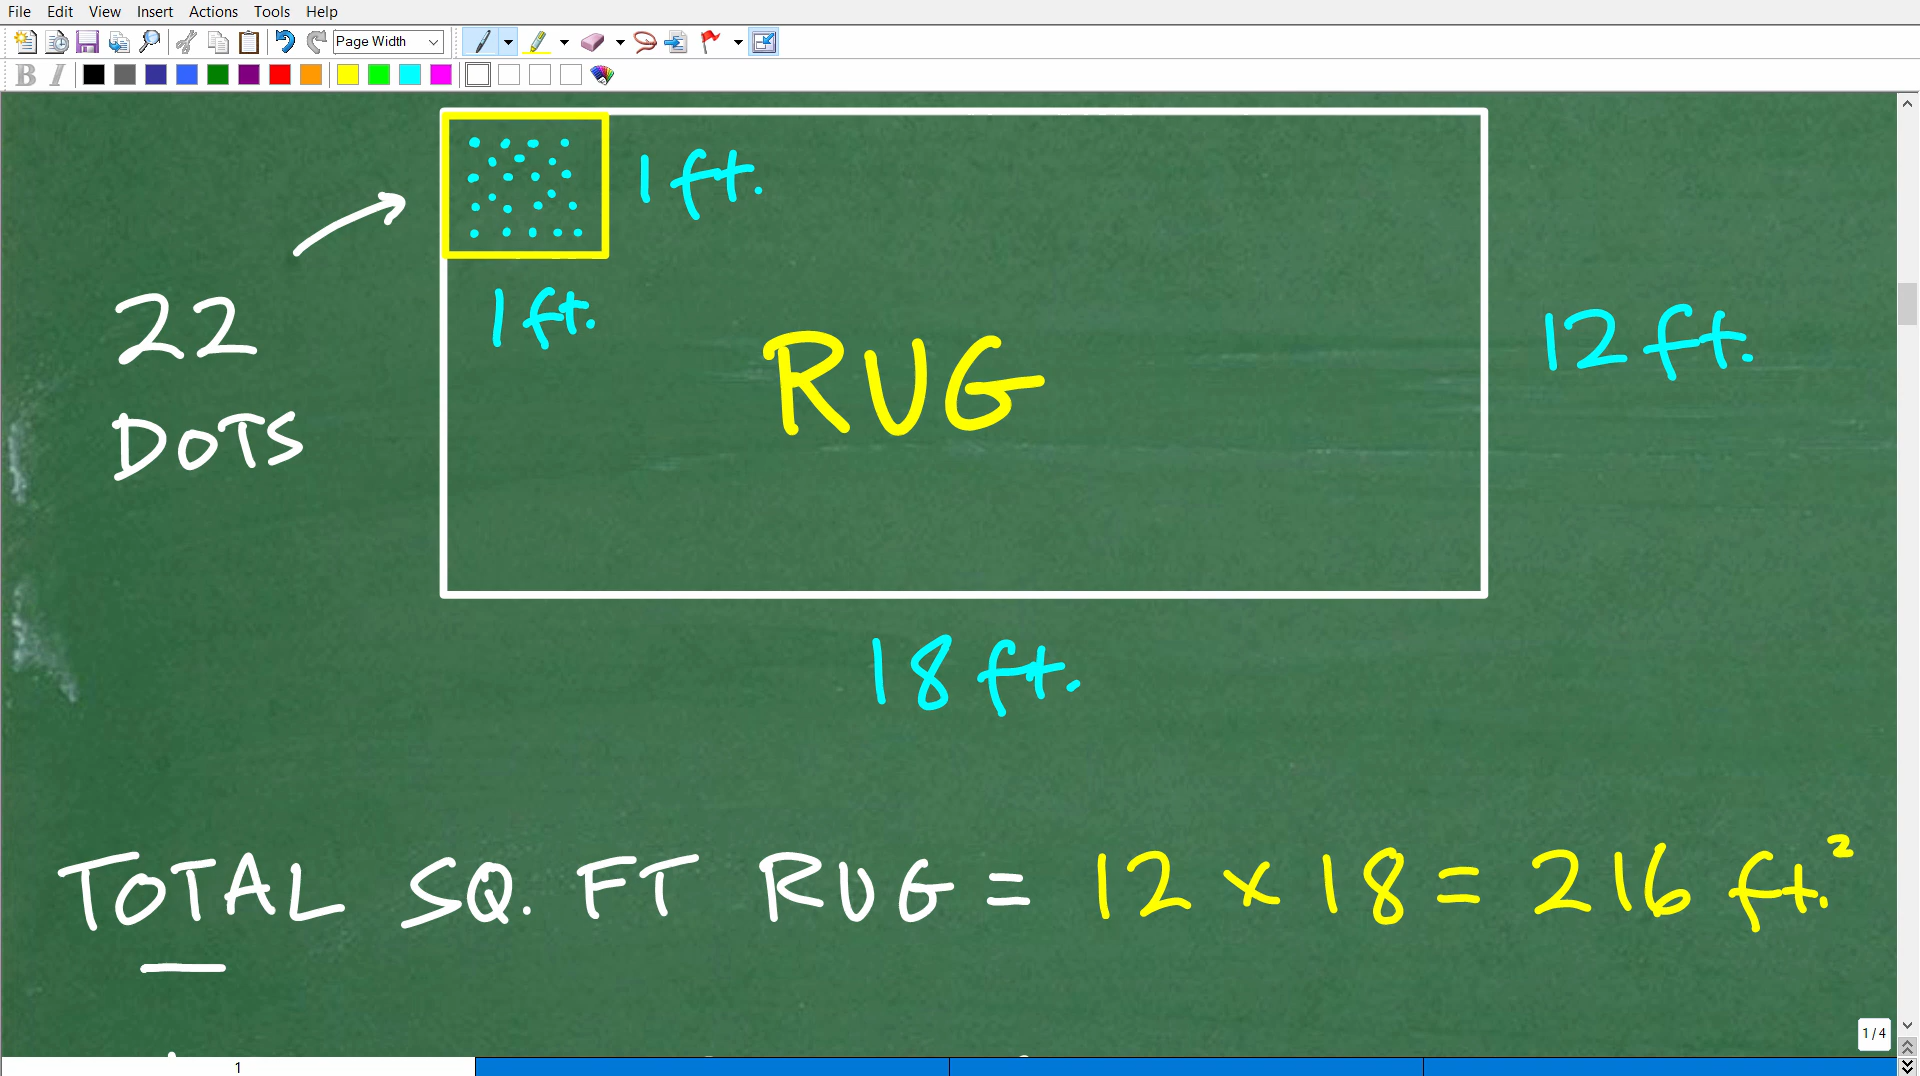 File Edit View Insert Actions Tools Help
Page Width
B I
1 ft.
1 ft.
22
DOTS
RUG
12 ft.
18 ft.
TOTAL SQ. FT RUG = 12 x 18 = 216 ft.²
1 / 4
1